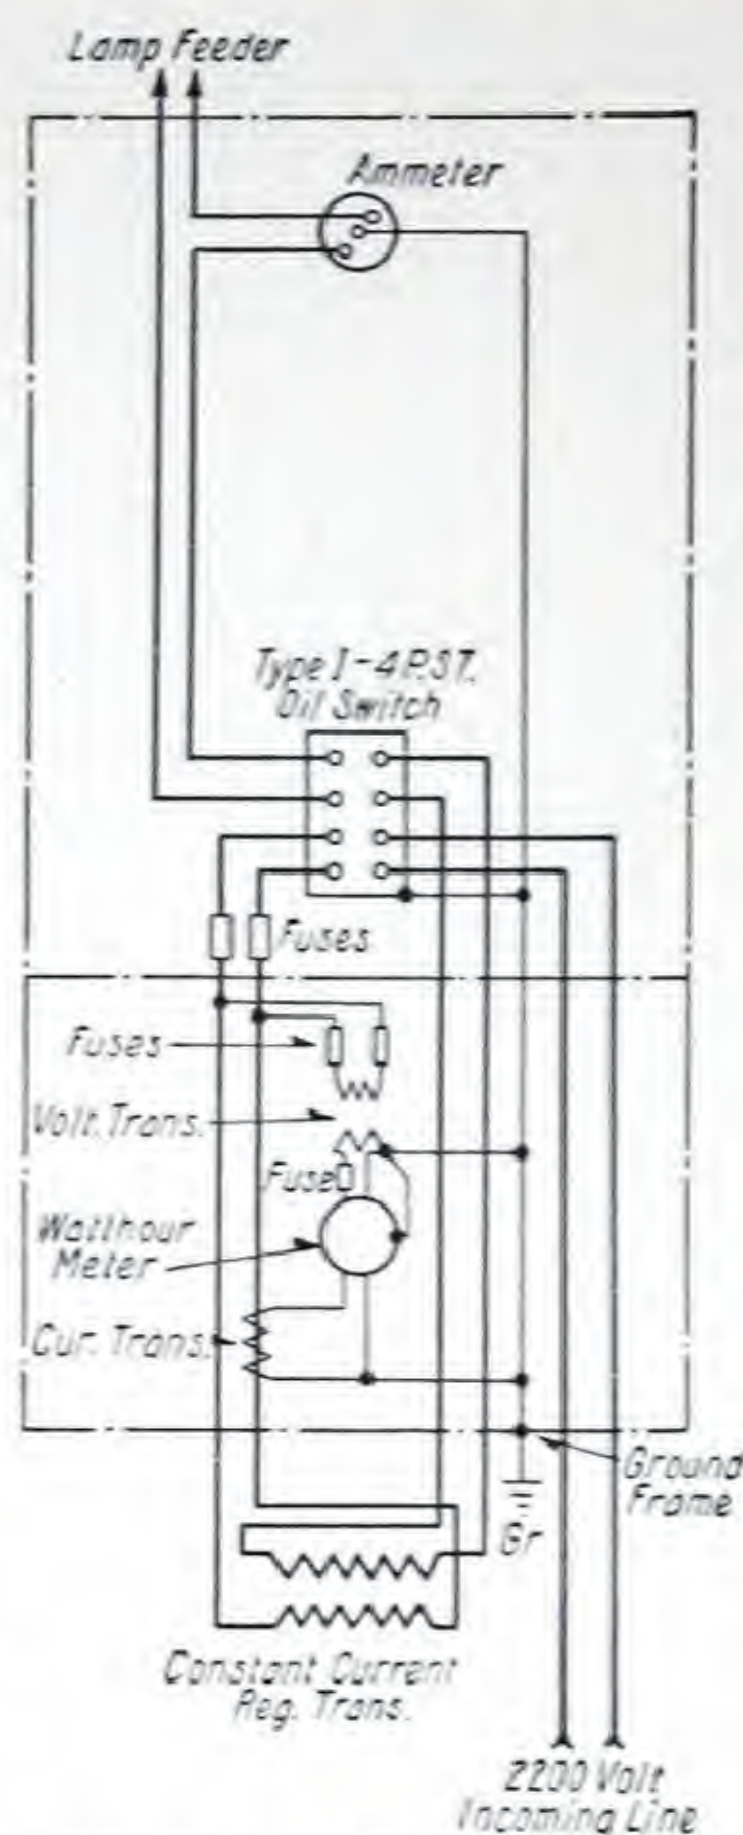 Lamp Feeder
Ammeter
Type I-4P.ST.
Oil Switch
Fuses
Fuses
Volt. Trans.
Fuse
Watthour
Meter
Cur. Trans.
Ground
Frame
Gr
Constant Current
Reg. Trans.
2200 Volt
Incoming Line